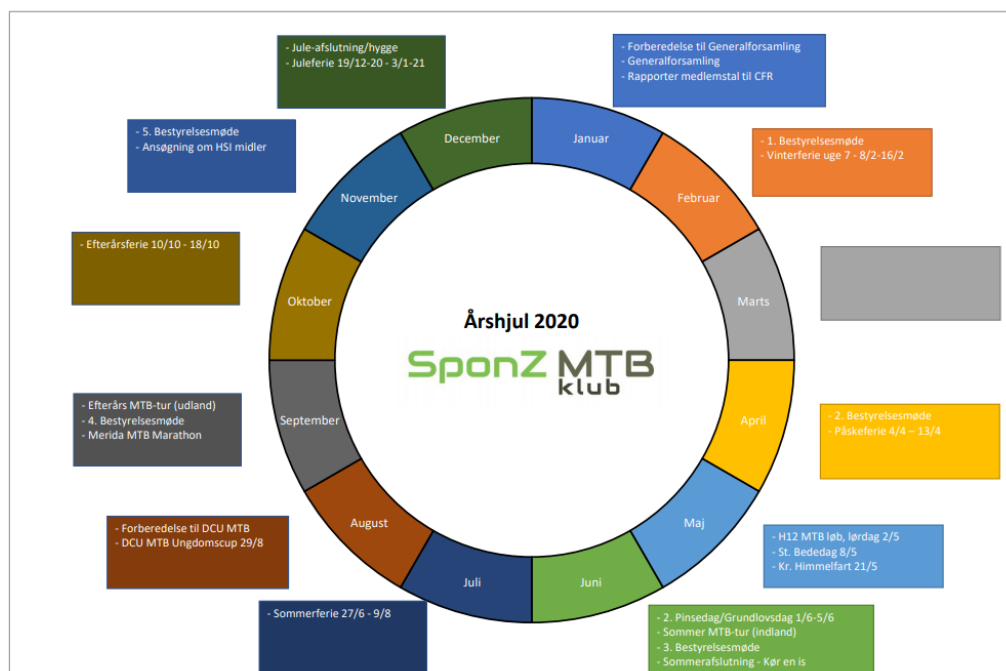 - Jule-afslutning/hygge
- Juleferie 19/12-20 - 3/1-21
- Forberedelse til Generalforsamling
- Generalforsamling
- Rapporter medlemstal til CFR
- 5. Bestyrelsesmøde
- Ansøgning om HSI midler
- 1. Bestyrelsesmøde
- Vinterferie uge 7 - 8/2-16/2
December
Januar
November
Februar
- Efterårsferie 10/10 - 18/10
Oktober
Marts
Årshjul 2020
SponZ MTB
klub
- Efterårs MTB-tur (udland)
- 4. Bestyrelsesmøde
- Merida MTB Marathon
September
April
- 2. Bestyrelsesmøde
- Påskeferie 4/4 – 13/4
- Forberedelse til DCU MTB
- DCU MTB Ungdomscup 29/8
August
Maj
- H12 MTB løb, lørdag 2/5
- St. Bededag 8/5
- Kr. Himmelfart 21/5
Juli
Juni
- Sommerferie 27/6 - 9/8
- 2. Pinsedag/Grundlovsdag 1/6-5/6
- Sommer MTB-tur (indland)
- 3. Bestyrelsesmøde
- Sommerafslutning - Kør en is